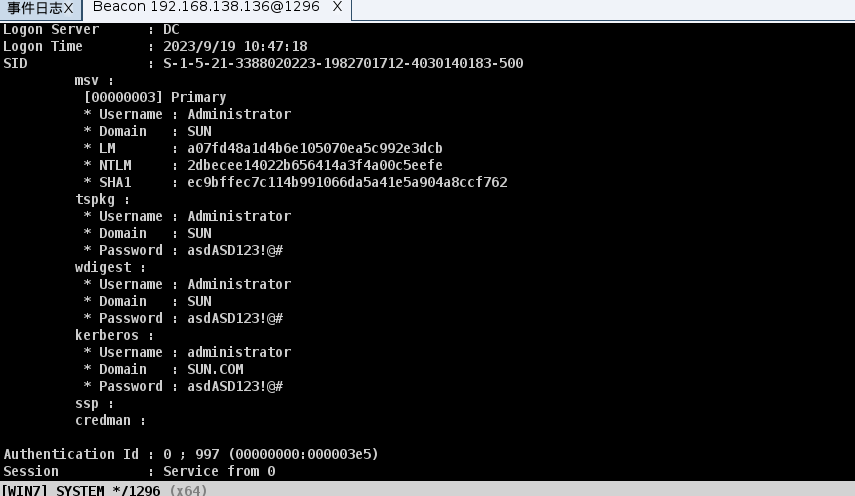 事件日志X Beacon 192.168.138.136@1296 X
Logon Server : DC
Logon Time : 2023/9/19 10:47:18
SID : S-1-5-21-3388020223-1982701712-4030140183-500
msv :
[00000003] Primary
* Username : Administrator
* Domain : SUN
* LM : a07fd48a1d4b6e105070ea5c992e3dcb
* NTLM : 2dbecee14022b656414a3f4a00c5eefe
* SHA1 : ec9bffec7c114b991066da5a41e5a904a8ccf762
tspkg :
* Username : Administrator
* Domain : SUN
* Password : asdASD123!@#
wdigest :
* Username : Administrator
* Domain : SUN
* Password : asdASD123!@#
kerberos :
* Username : administrator
* Domain : SUN.COM
* Password : asdASD123!@#
ssp :
credman :
Authentication Id : 0 ; 997 (00000000:000003e5)
Session : Service from 0
[WIN7] SYSTEM */1296 (x64)